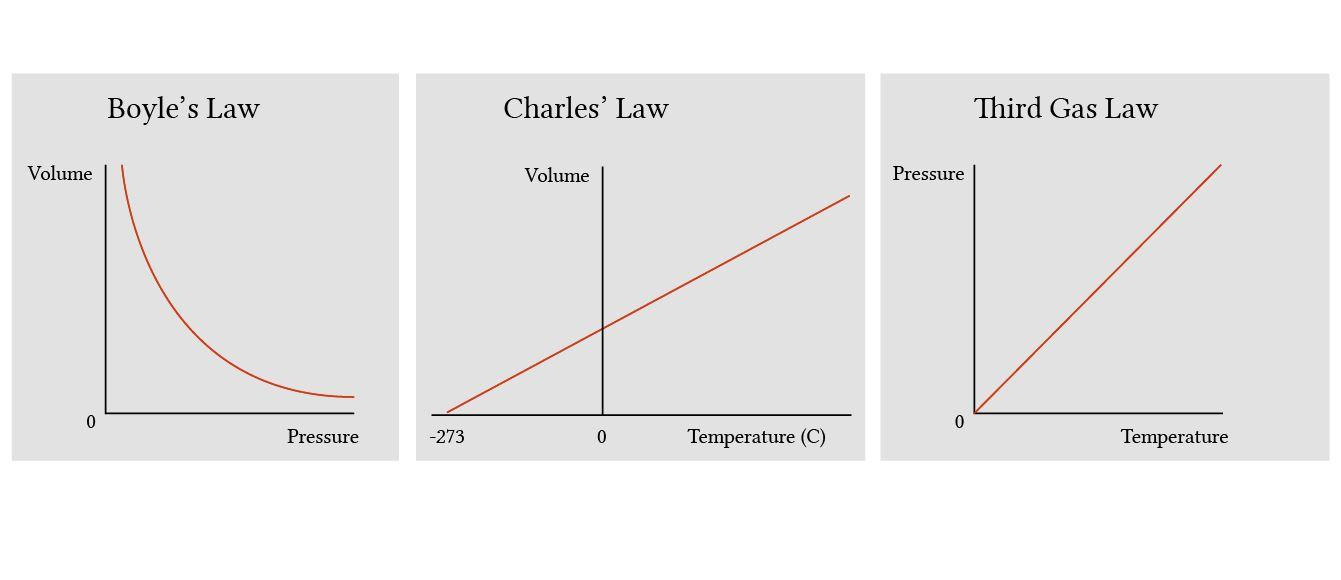 Boyle’s Law
Volume
0
Pressure
Charles’ Law
Volume
-273
0
Temperature (C)
Third Gas Law
Pressure
0
Temperature